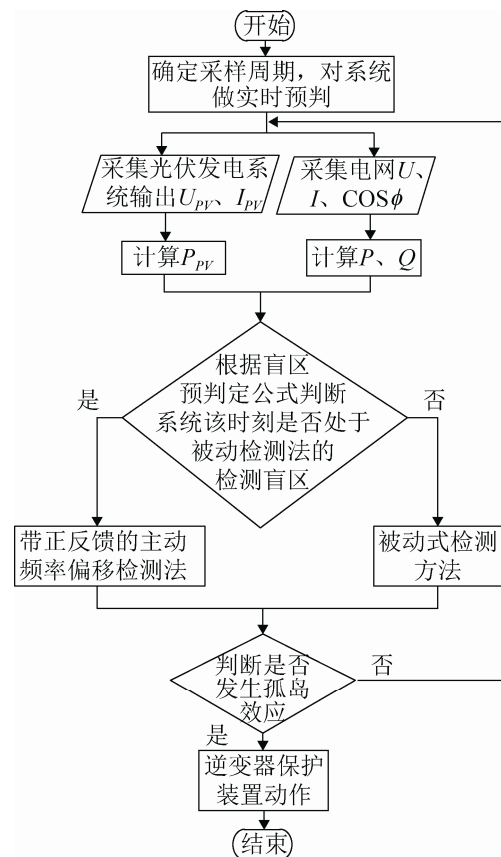 开始
确定采样周期，对系统
做实时预判
采集光伏发电系
统输出U_PV、I_PV
采集电网U、
I、COSϕ
计算P_PV
计算P、Q
根据盲区
预判定公式判断
系统该时刻是否处于
被动检测法的
检测盲区
是
否
带正反馈的主动
频率偏移检测法
被动式检测
方法
判断是否
发生孤岛
效应
否
是
逆变器保护
装置动作
结束